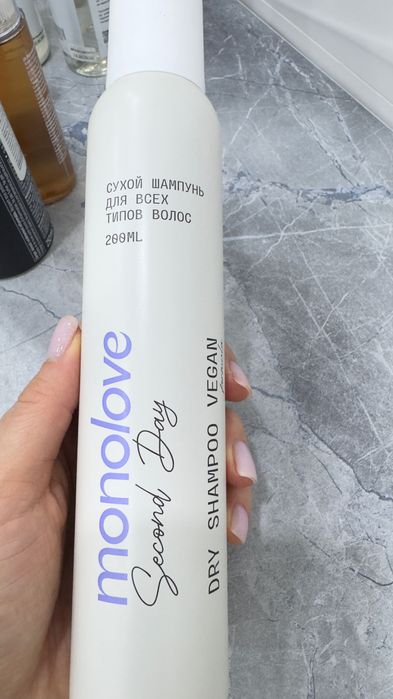 СУХОЙ ШАМПУНЬ
ДЛЯ ВСЕХ
ТИПОВ ВОЛОС
200ML
monolove
Second Day
DRY SHAMPOO VEGAN